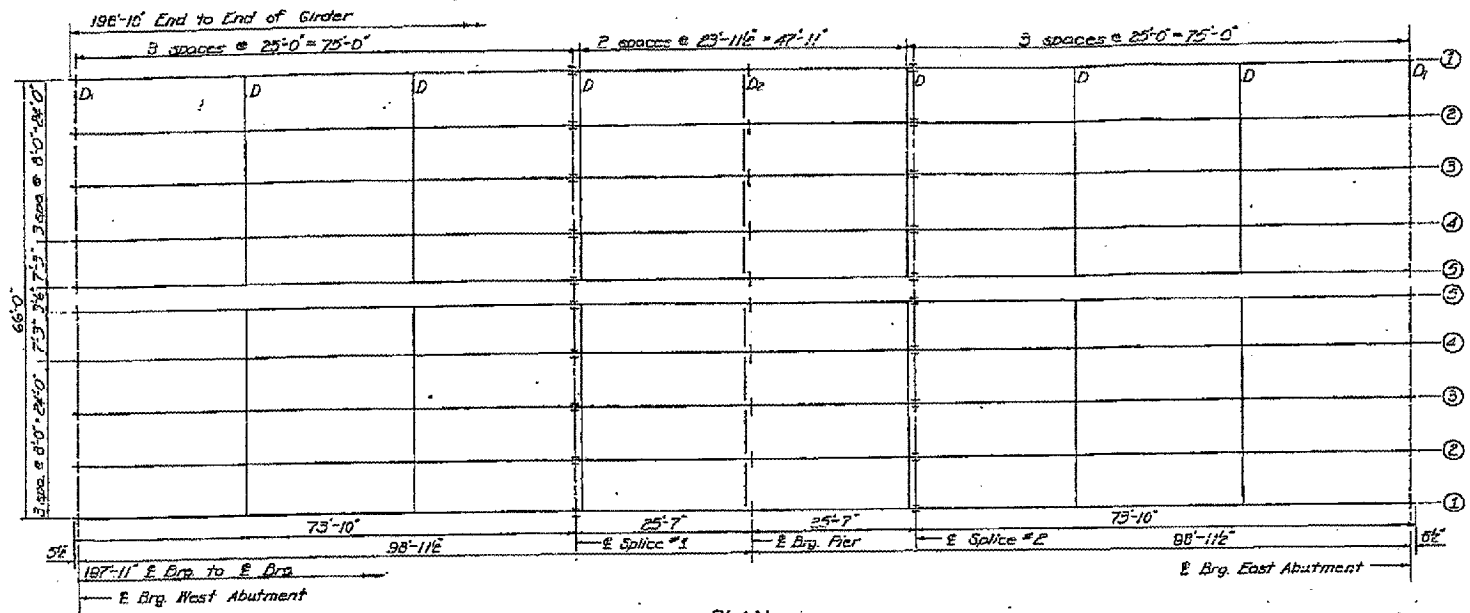 198'-10" End to End of Girder
3 spaces @ 25'-0" = 75'-0"
2 spaces @ 23'-11½" = 47'-11"
3 spaces @ 25'-0" = 75'-0"
D₁ D D D D₂ D D D D₁
①
②
③
④
⑤
⑤
④
③
②
①
3 spa. @ 8'-0" = 24'-0"
7'-3"
3'-6"
7'-3"
3 spa. @ 8'-0" = 24'-0"
66'-0"
73'-10"
25'-7"
25'-7"
73'-10"
5½"
98'-11½"
℄ Splice #1
℄ Brg. Pier
℄ Splice #2
98'-11½"
5½"
197'-11" ℄ Brg. to ℄ Brg.
℄ Brg. East Abutment
℄ Brg. West Abutment